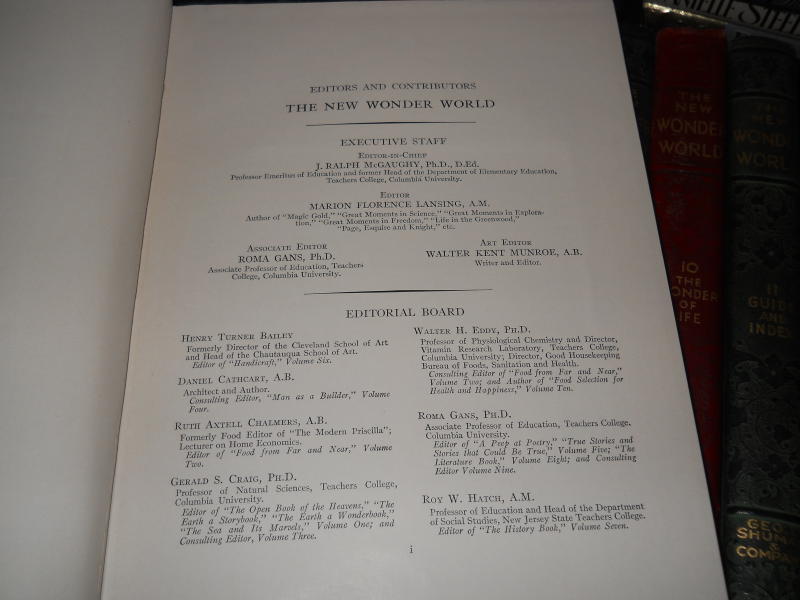 EDITORS AND CONTRIBUTORS
THE NEW WONDER WORLD
EXECUTIVE STAFF
Editor-in-Chief
J. RALPH McGAUGHY, Ph.D., D.Ed.
Professor Emeritus of Education and former Head of the Department of Elementary Education,
Teachers College, Columbia University.
Editor
MARION FLORENCE LANSING, A.M.
Author of "Magic Gold," "Great Moments in Science," "Great Moments in Explora-
tion," "Great Moments in Freedom," "Life in the Greenwood,"
"Page, Esquire and Knight," etc.
Associate Editor
ROMA GANS, Ph.D.
Associate Professor of Education, Teachers
College, Columbia University.
Art Editor
WALTER KENT MUNROE, A.B.
Writer and Editor.
EDITORIAL BOARD
Henry Turner Bailey
Formerly Director of the Cleveland School of Art
and Head of the Chautauqua School of Art.
Editor of "Handicraft," Volume Six.
Daniel Cathcart, A.B.
Architect and Author.
Consulting Editor, "Man as a Builder," Volume
Four.
Ruth Axtell Chalmers, A.B.
Formerly Food Editor of "The Modern Priscilla";
Lecturer on Home Economics.
Editor of "Food from Far and Near," Volume
Two.
Gerald S. Craig, Ph.D.
Professor of Natural Sciences, Teachers College,
Columbia University.
Editor of "The Open Book of the Heavens," "The
Earth a Storybook," "The Earth a Wonderbook,"
"The Sea and Its Marvels," Volume One; and
Consulting Editor, Volume Three.
Walter H. Eddy, Ph.D.
Professor of Physiological Chemistry and Director,
Vitamin Research Laboratory, Teachers College,
Columbia University; Director, Good Housekeeping
Bureau of Foods, Sanitation and Health.
Consulting Editor of "Food from Far and Near,"
Volume Two; and Author of "Food Selection for
Health and Happiness," Volume Ten.
Roma Gans, Ph.D.
Associate Professor of Education, Teachers College,
Columbia University.
Editor of "A Peep at Poetry," "True Stories and
Stories that Could Be True," Volume Five; "The
Literature Book," Volume Eight; and Consulting
Editor Volume Nine.
Roy W. Hatch, A.M.
Professor of Education and Head of the Department
of Social Studies, New Jersey State Teachers College.
Editor of "The History Book," Volume Seven.
i
THE
NEW
WONDER
WORLD
10
THE
WONDER
OF
LIFE
THE
NEW
WONDER
WORLD
11
GUIDE
AND
INDEX
GEO.
SHUM
&
COMPA
IELLE STEEL